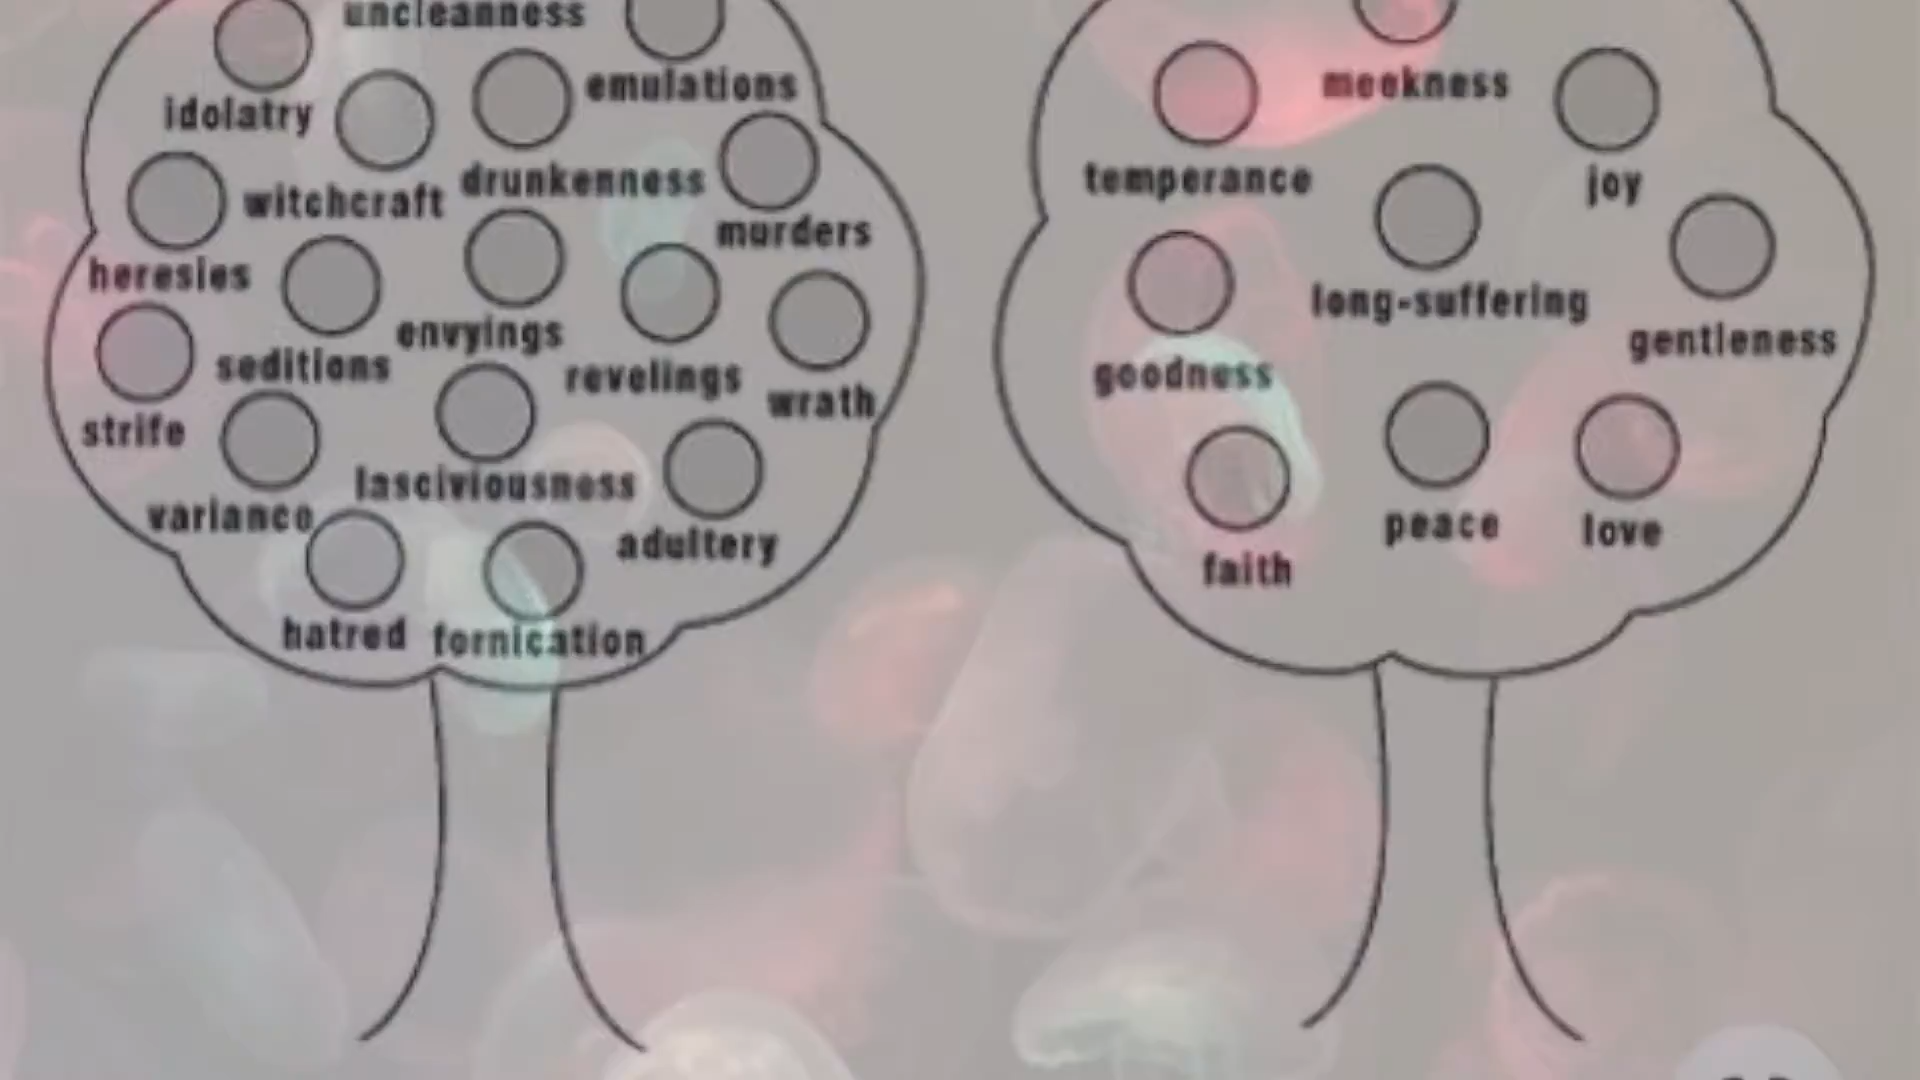 uncleanness
emulations
idolatry
drunkenness
witchcraft
murders
heresies
envyings
seditions
revelings
wrath
strife
lasciviousness
variance
adultery
hatred
fornication
meekness
temperance
joy
long-suffering
gentleness
goodness
peace
love
faith